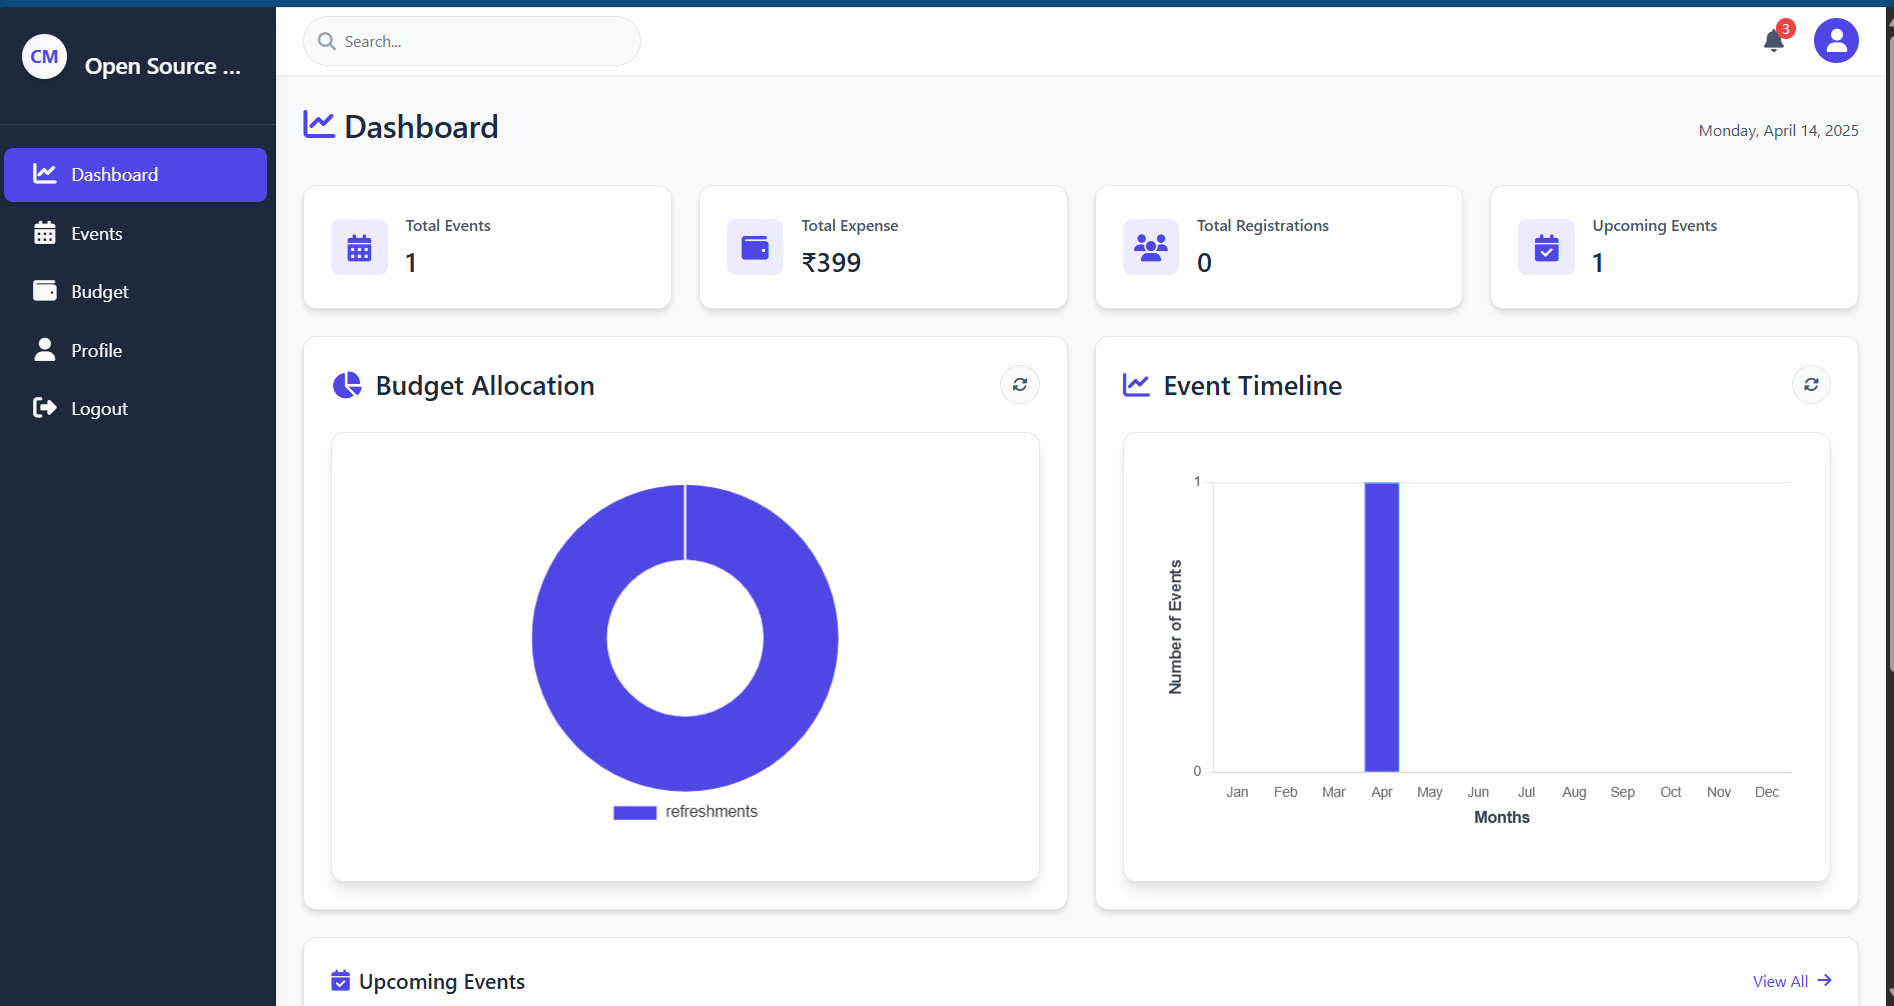 CM
Open Source ...
Dashboard
Events
Budget
Profile
Logout
Search...
3
Dashboard
Monday, April 14, 2025
Total Events
1
Total Expense
₹399
Total Registrations
0
Upcoming Events
1
Budget Allocation
refreshments
Event Timeline
Number of Events
1
0
Jan Feb Mar Apr May Jun Jul Aug Sep Oct Nov Dec
Months
Upcoming Events
View All